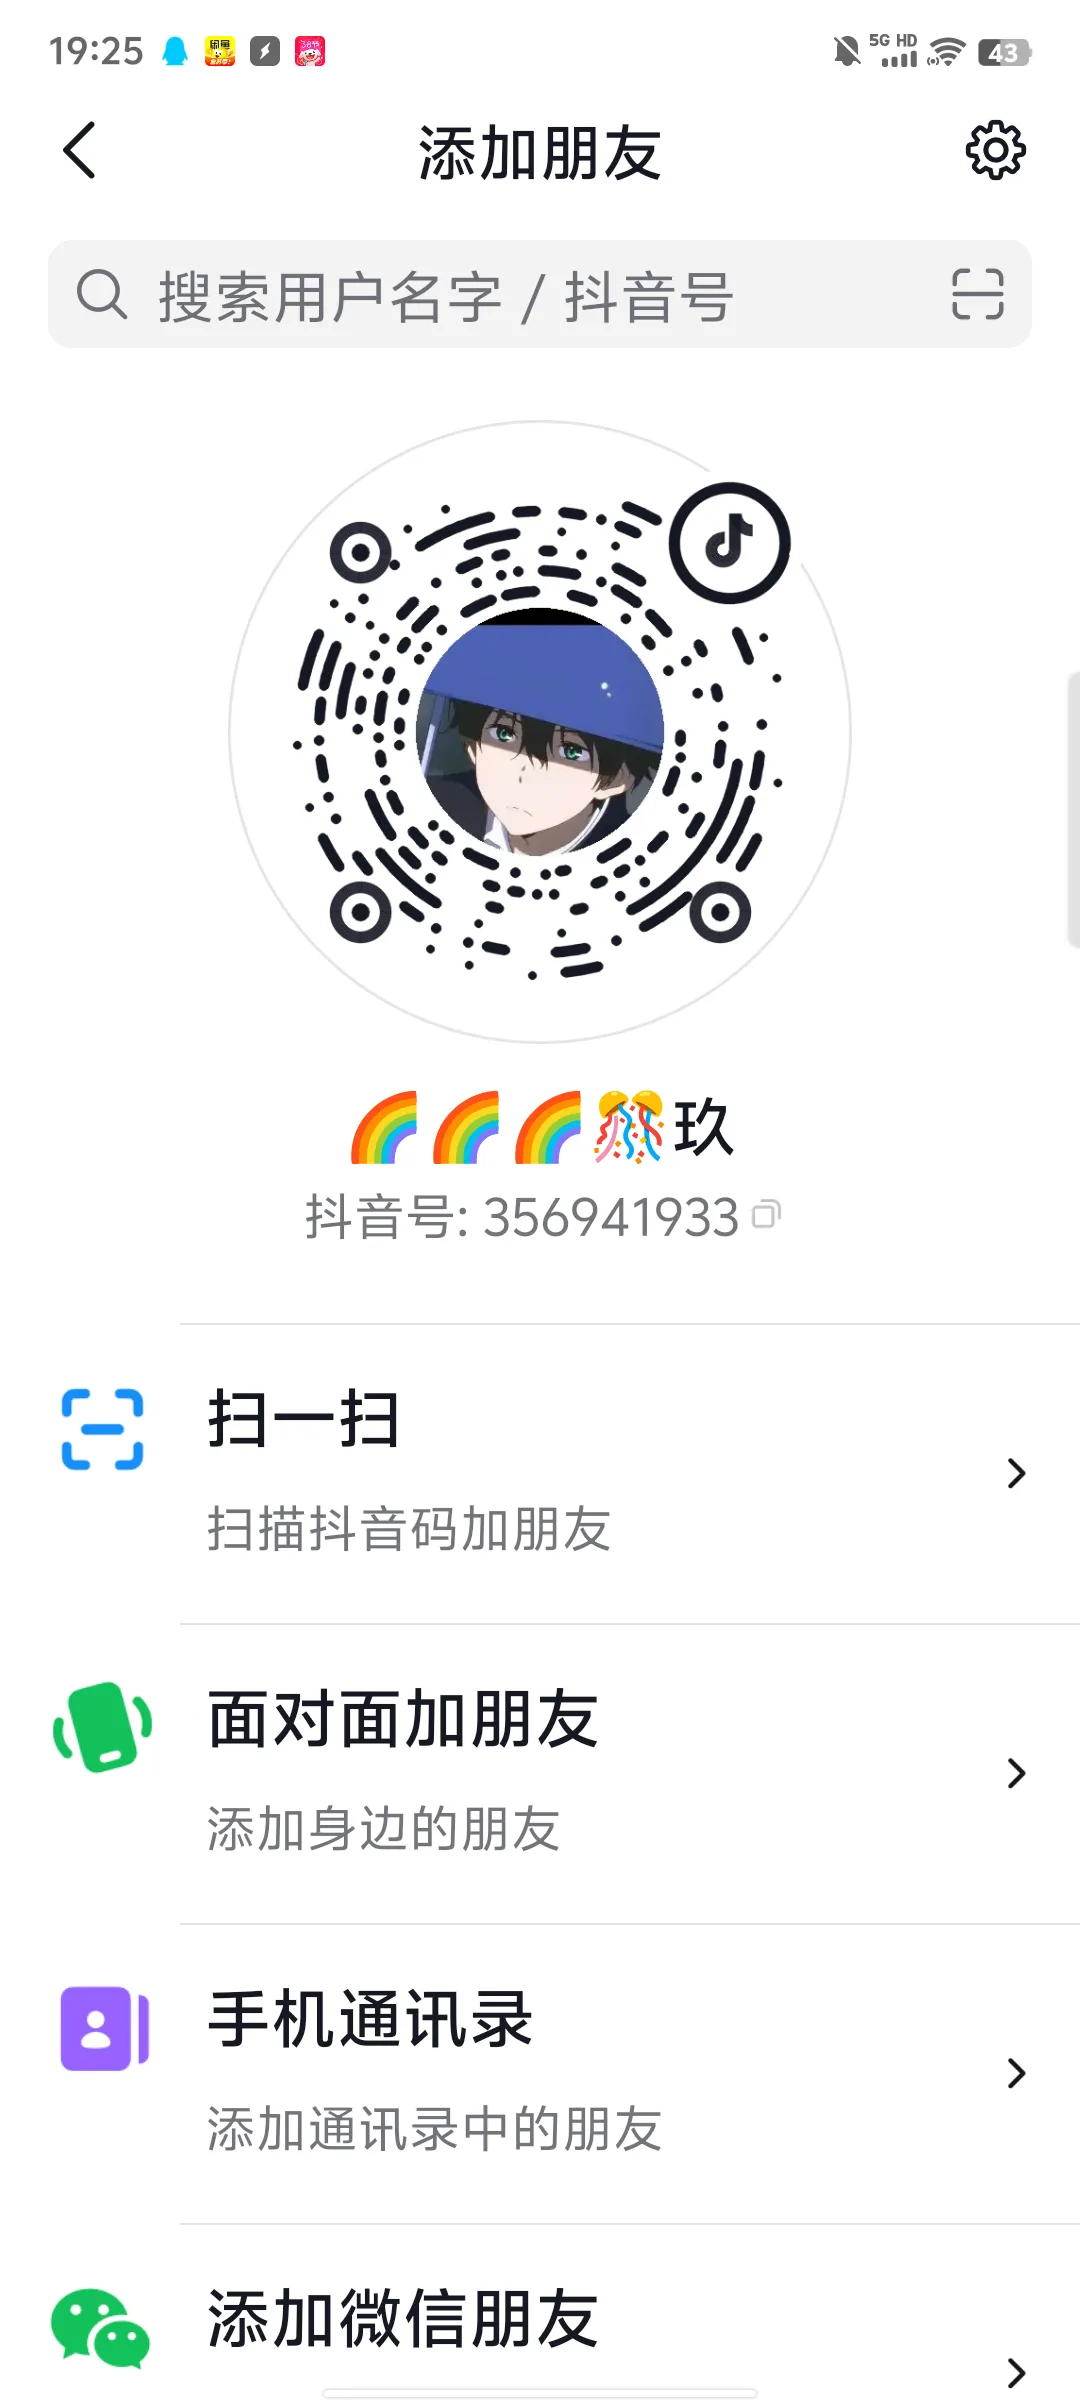 19:25
5G HD
43
添加朋友
搜索用户名字 / 抖音号
🌈🌈🌈🎊玖
抖音号: 356941933
扫一扫
扫描抖音码加朋友
面对面加朋友
添加身边的朋友
手机通讯录
添加通讯录中的朋友
添加微信朋友